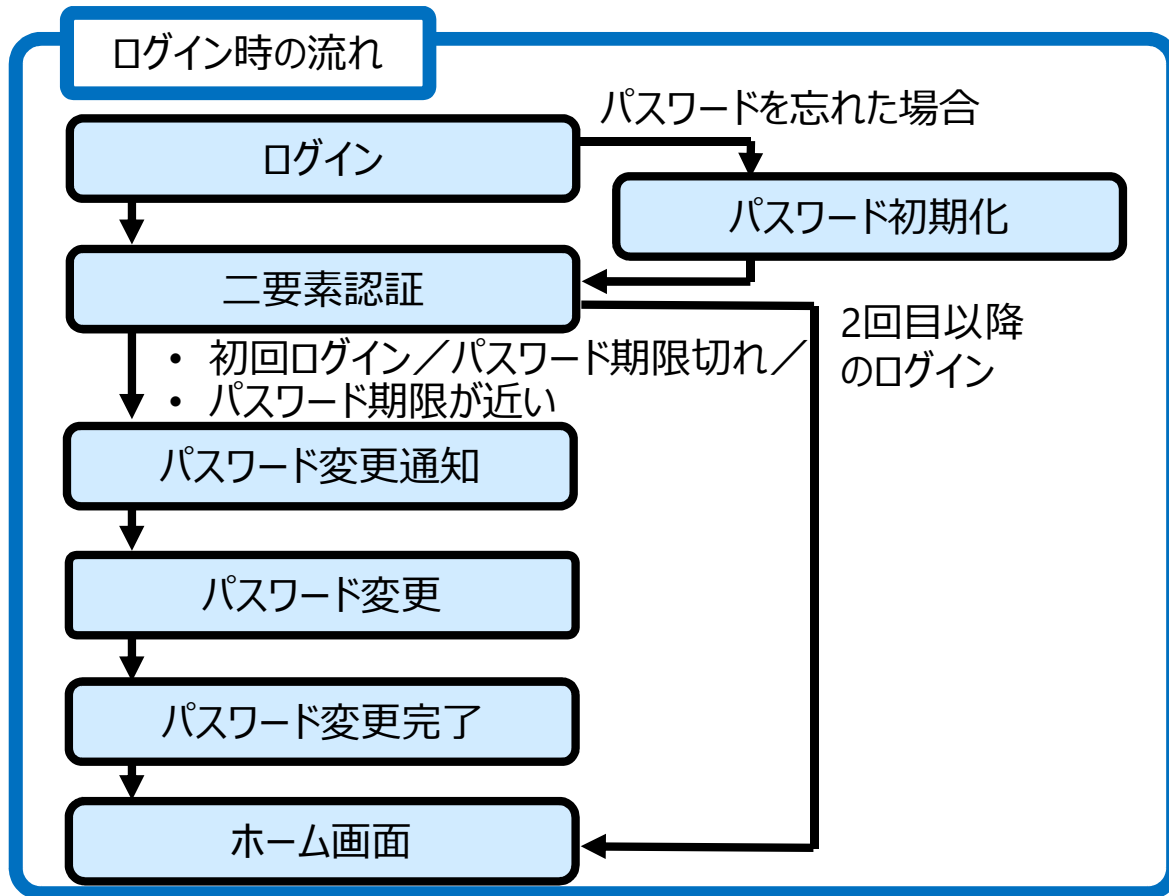 ログイン時の流れ
パスワードを忘れた場合
ログイン
パスワード初期化
二要素認証
2回目以降
のログイン
• 初回ログイン／パスワード期限切れ／
• パスワード期限が近い
パスワード変更通知
パスワード変更
パスワード変更完了
ホーム画面